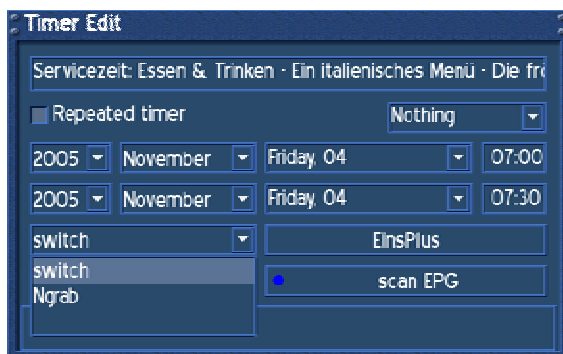 Timer Edit
Servicezeit: Essen & Trinken - Ein italienisches Menü - Die fro
Repeated timer
Nothing
2005 November Friday, 04 07:00
2005 November Friday, 04 07:30
switch EinsPlus
switch
Ngrab
scan EPG